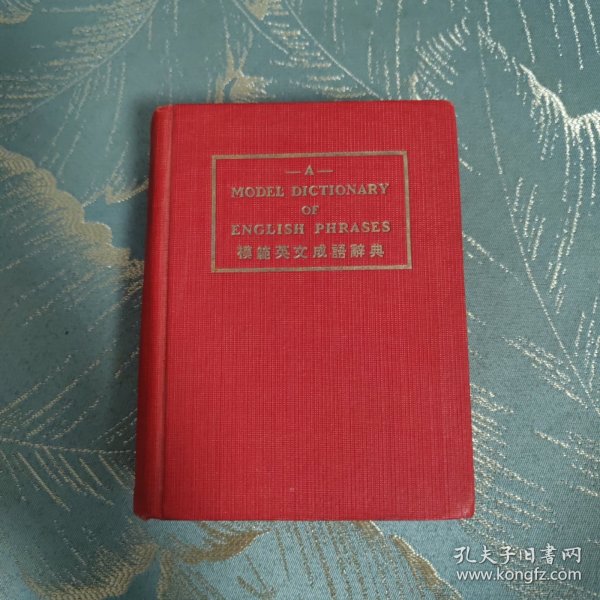 — A —
MODEL DICTIONARY
OF
ENGLISH PHRASES
模範英文成語辭典
孔夫子旧書网
www.kongfz.com